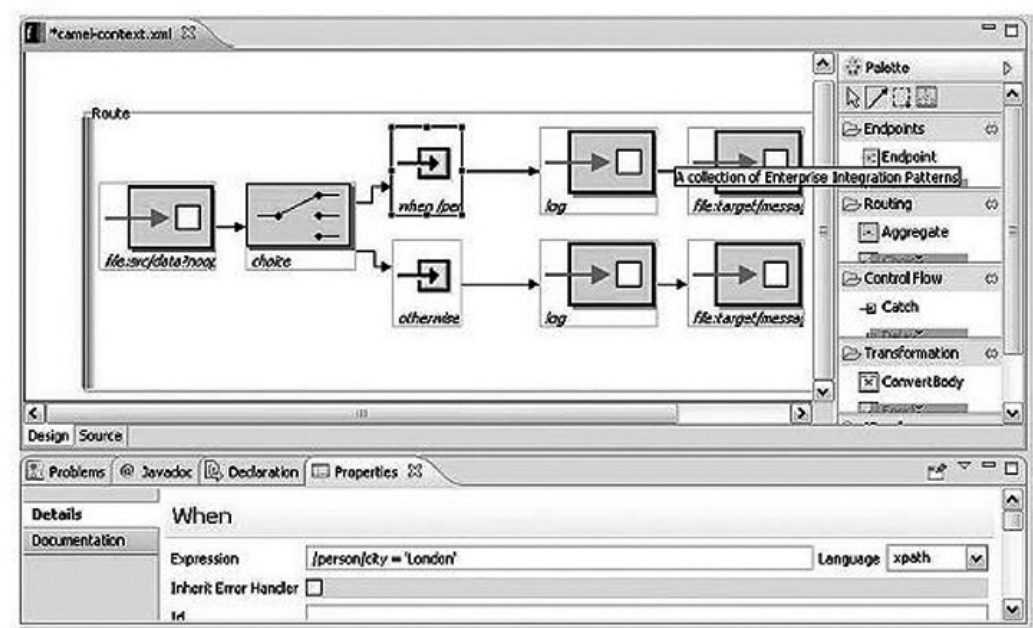 *camel-context.xml
Palette
Route
Endpoints
Endpoint
A collection of Enterprise Integration Patterns
when /per
log
file:target/messag
Routing
Aggregate
file:src/data?noop
choice
Control Flow
Catch
otherwise
log
file:target/messag
Transformation
ConvertBody
Design Source
Problems @ Javadoc Declaration Properties
Details
When
Documentation
Expression /person/city = 'London' Language xpath
Inherit Error Handler
Id